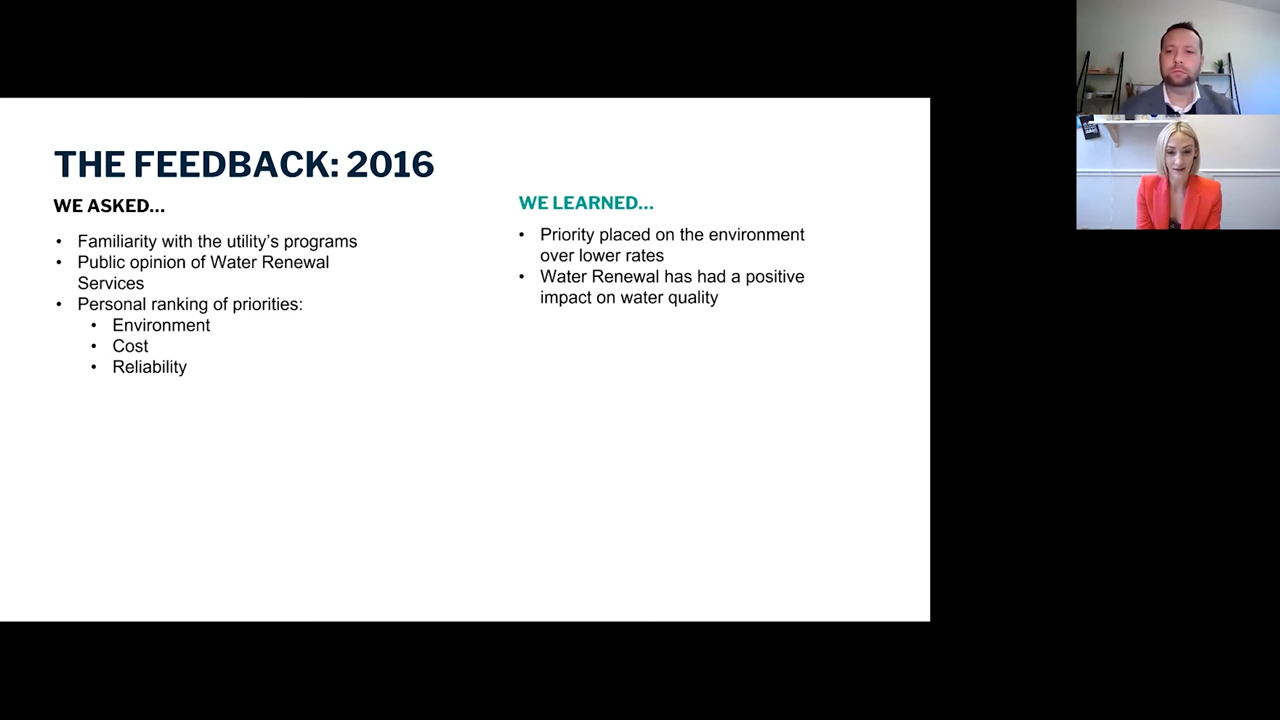 THE FEEDBACK: 2016
WE ASKED...
• Familiarity with the utility's programs
• Public opinion of Water Renewal
Services
• Personal ranking of priorities:
• Environment
• Cost
• Reliability
WE LEARNED...
• Priority placed on the environment
over lower rates
• Water Renewal has had a positive
impact on water quality